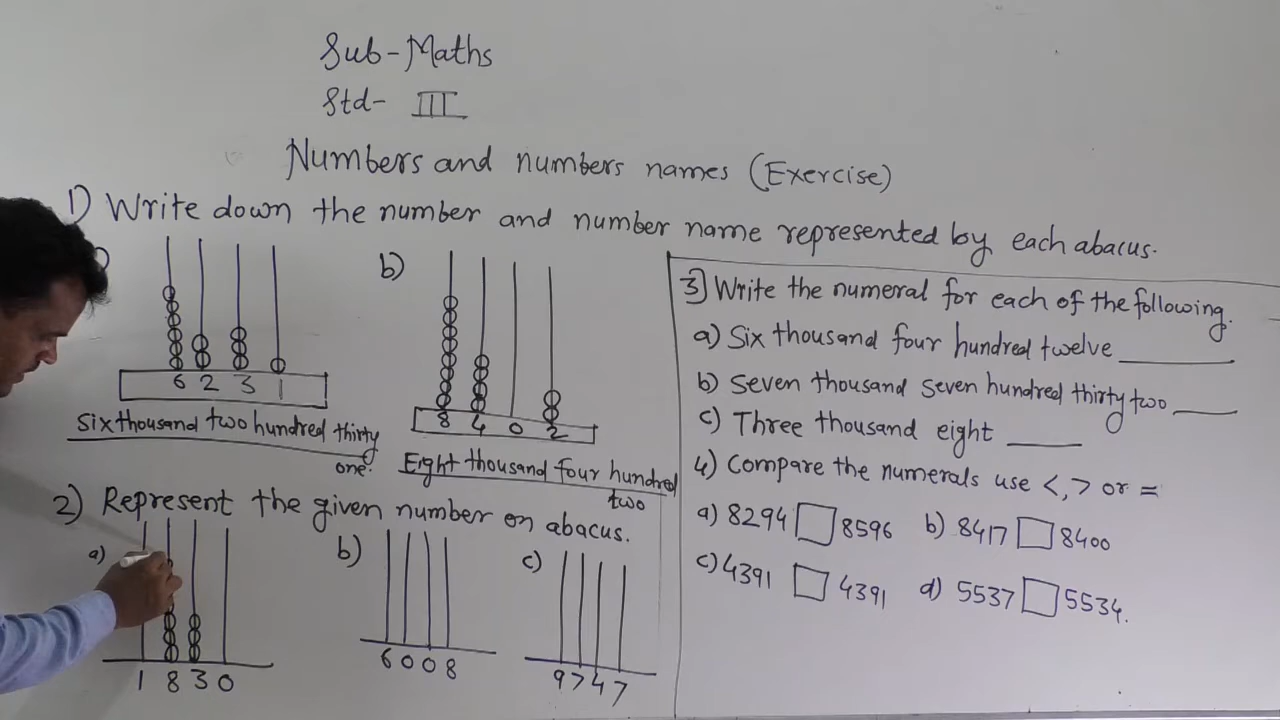 Sub-Maths
Std- III
Numbers and numbers names (Exercise)
1) Write down the number and number name represented by each abacus.
b)
6 2 3 1
8 4 0 2
Six thousand two hundred thirty
one.
Eight thousand four hundred
two
2) Represent the given number on abacus.
a)
b)
c)
1 8 3 0
6 0 0 8
9 7 4 7
3) Write the numeral for each of the following.
a) Six thousand four hundred twelve
b) Seven thousand seven hundred thirty two
c) Three thousand eight
4) Compare the numerals use <, > or =
a) 8294 8596 b) 8417 8400
c) 4391 4391 d) 5537 5534.